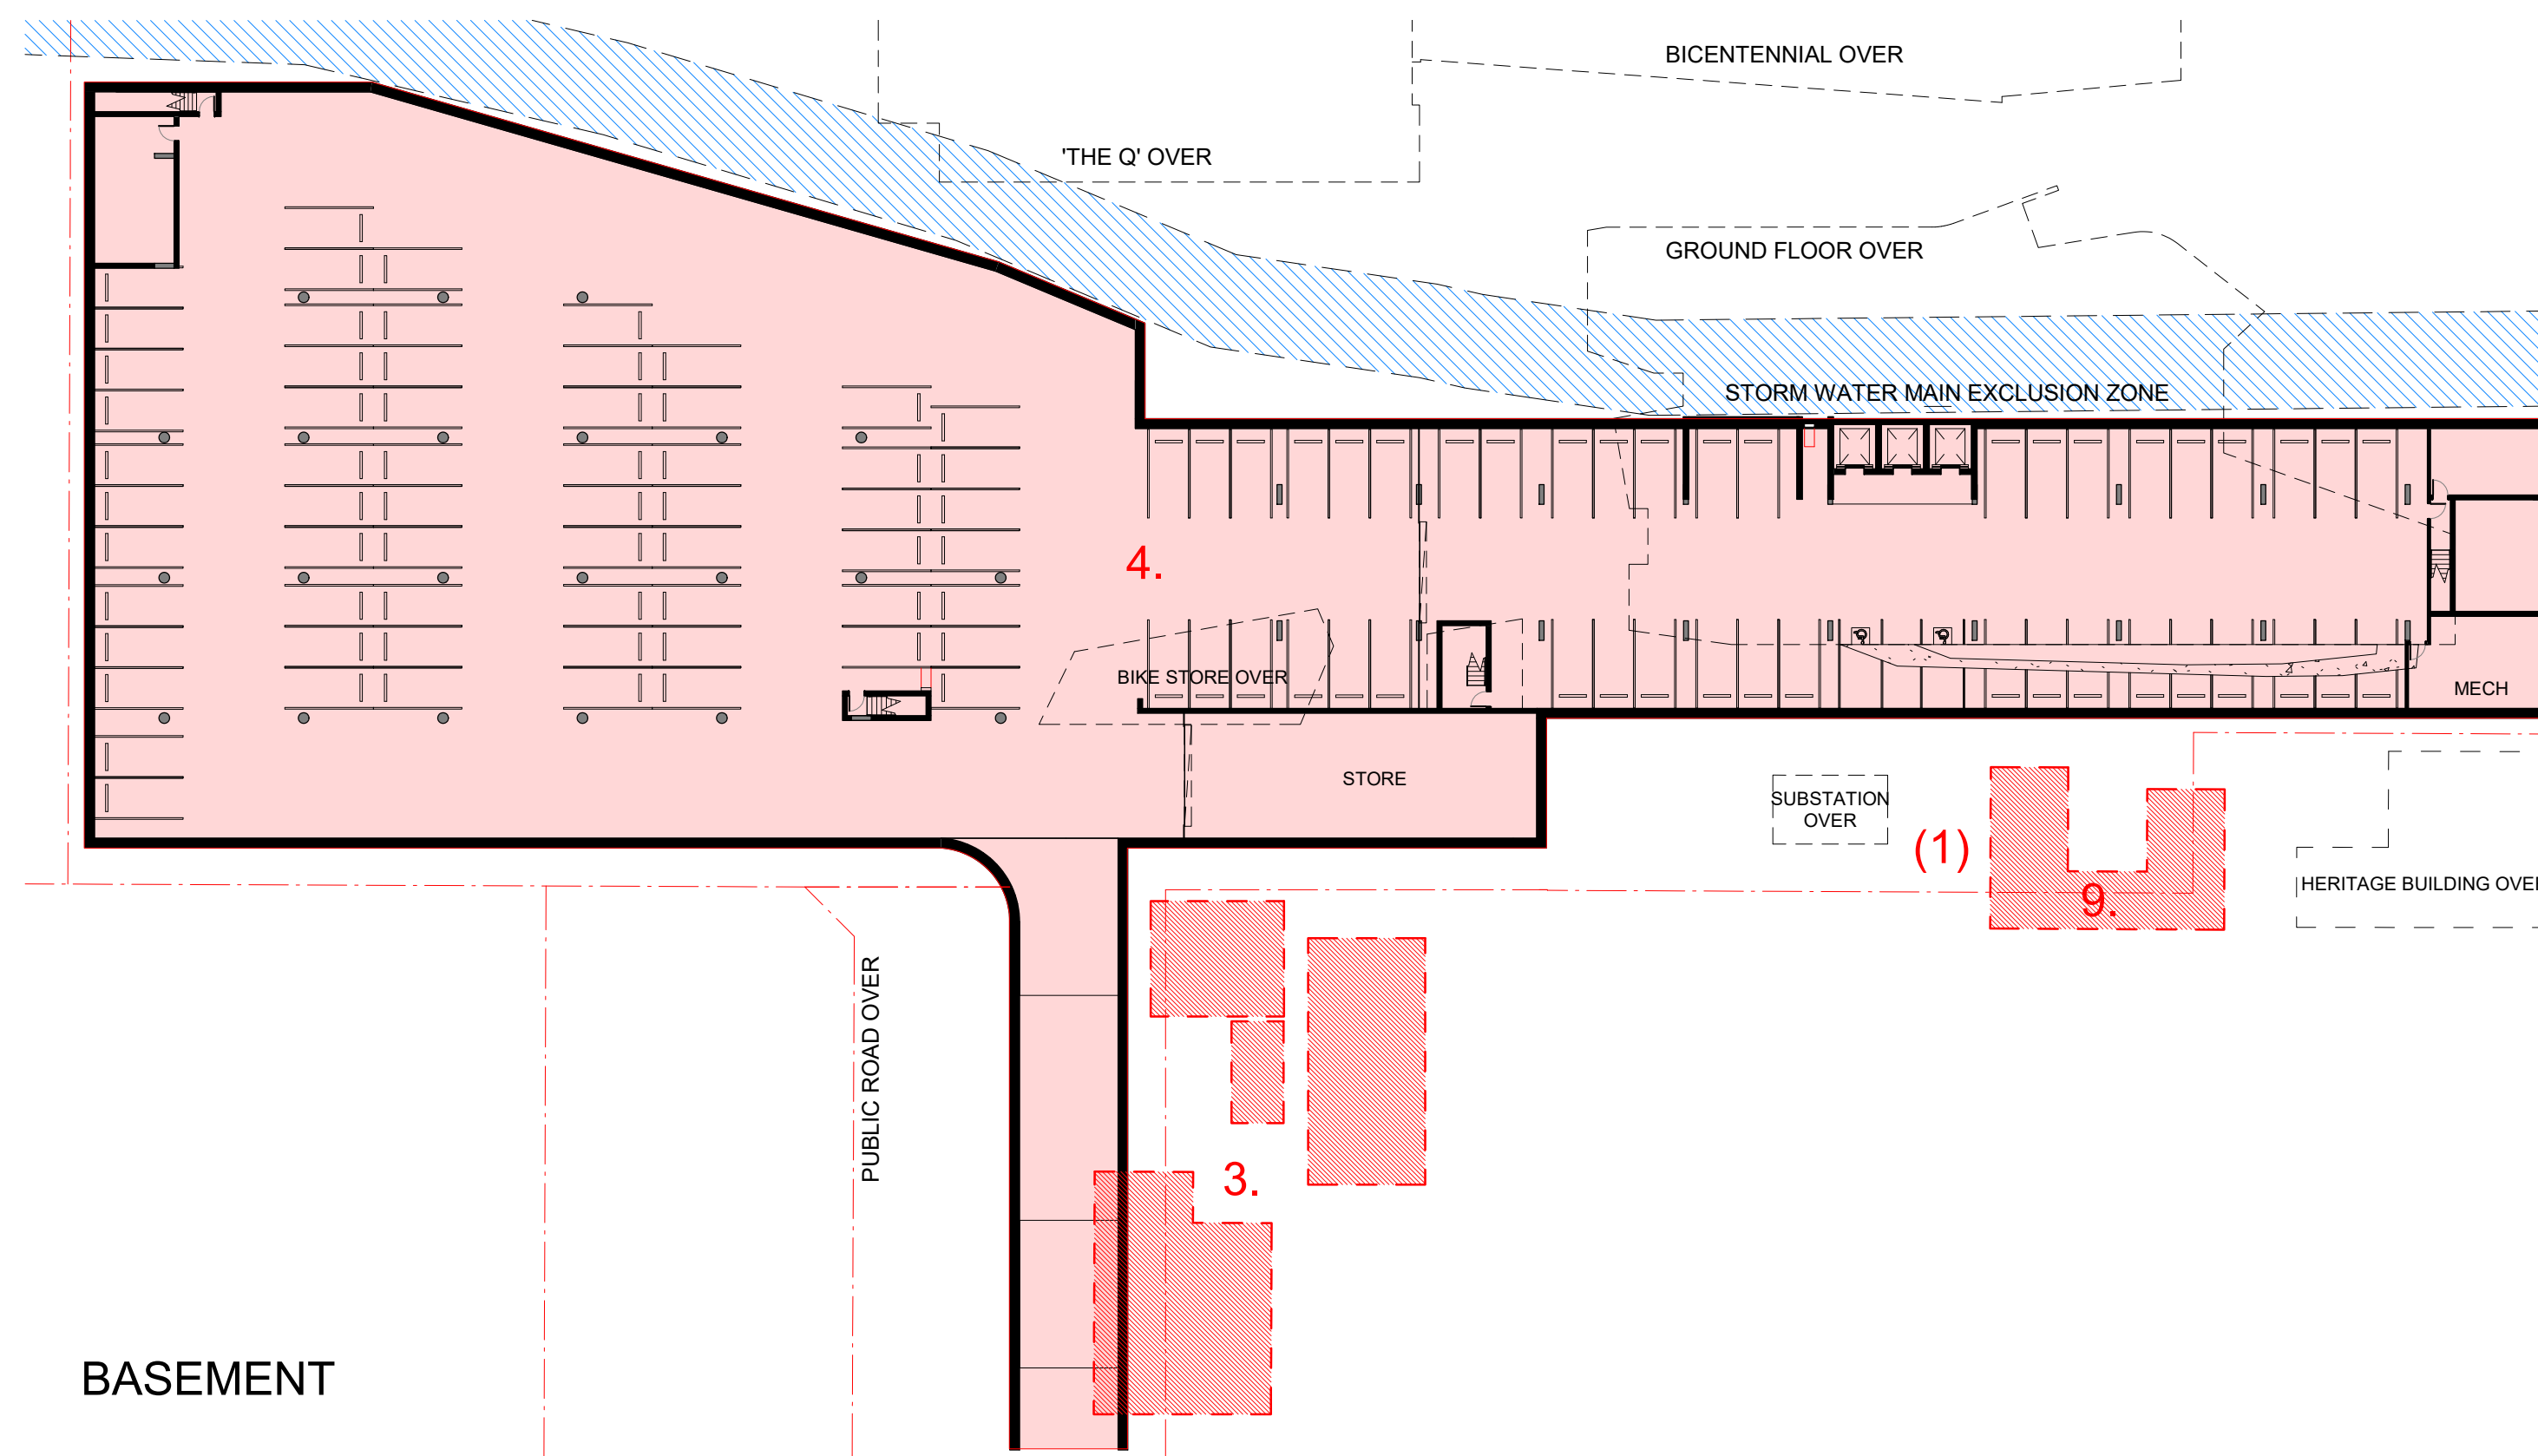 BICENTENNIAL OVER
'THE Q' OVER
GROUND FLOOR OVER
STORM WATER MAIN EXCLUSION ZONE
4.
BIKE STORE OVER
MECH
STORE
SUBSTATION
OVER
(1)
9.
HERITAGE BUILDING OVER
PUBLIC ROAD OVER
3.
BASEMENT